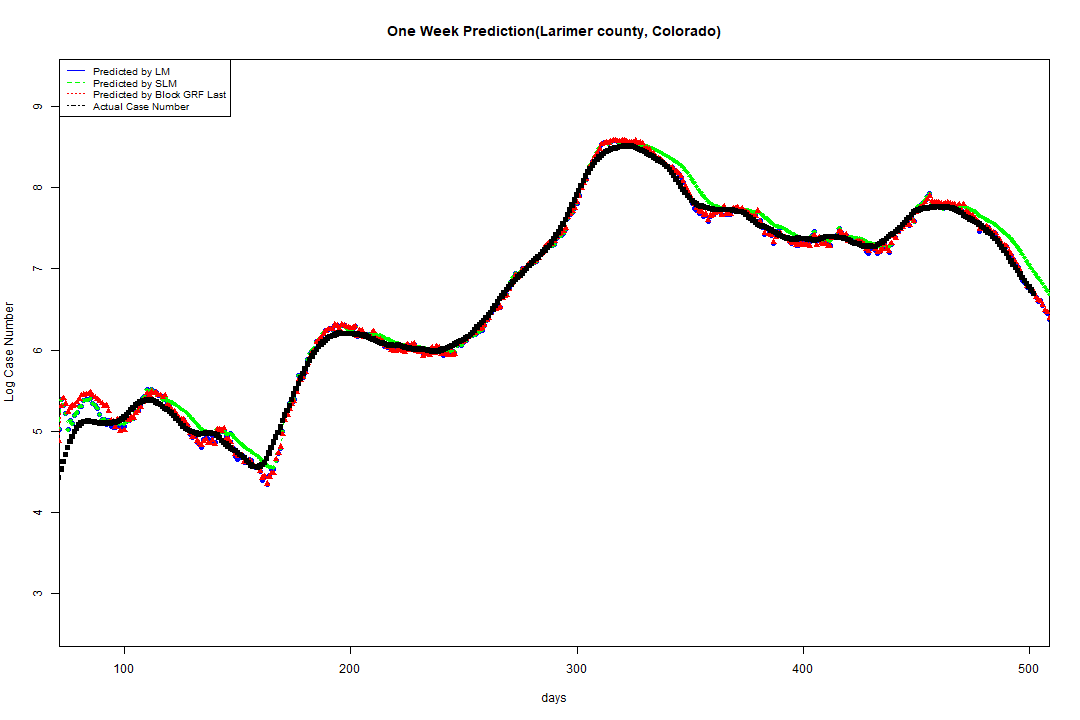 One Week Prediction(Larimer county, Colorado)
Predicted by LM
Predicted by SLM
Predicted by Block GRF Last
Actual Case Number
Log Case Number
9
8
7
6
5
4
3
100 200 300 400 500
days